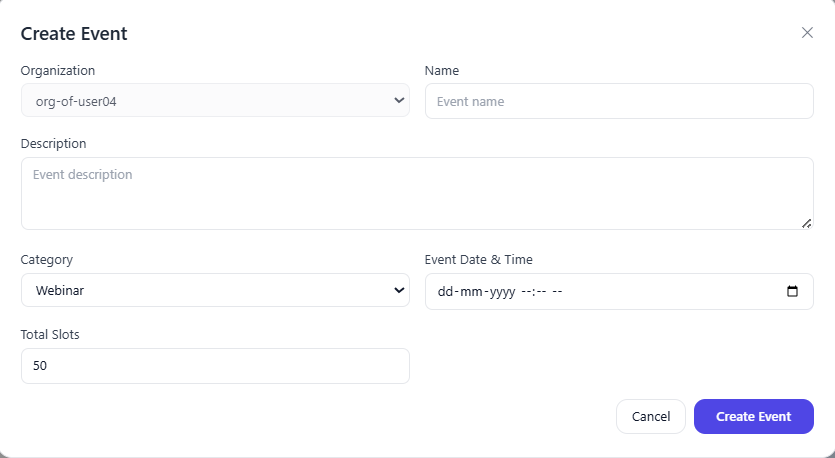 Create Event
Organization
Name
org-of-user04
Event name
Description
Event description
Category
Event Date & Time
Webinar
dd-mm-yyyy --:-- --
Total Slots
50
Cancel
Create Event